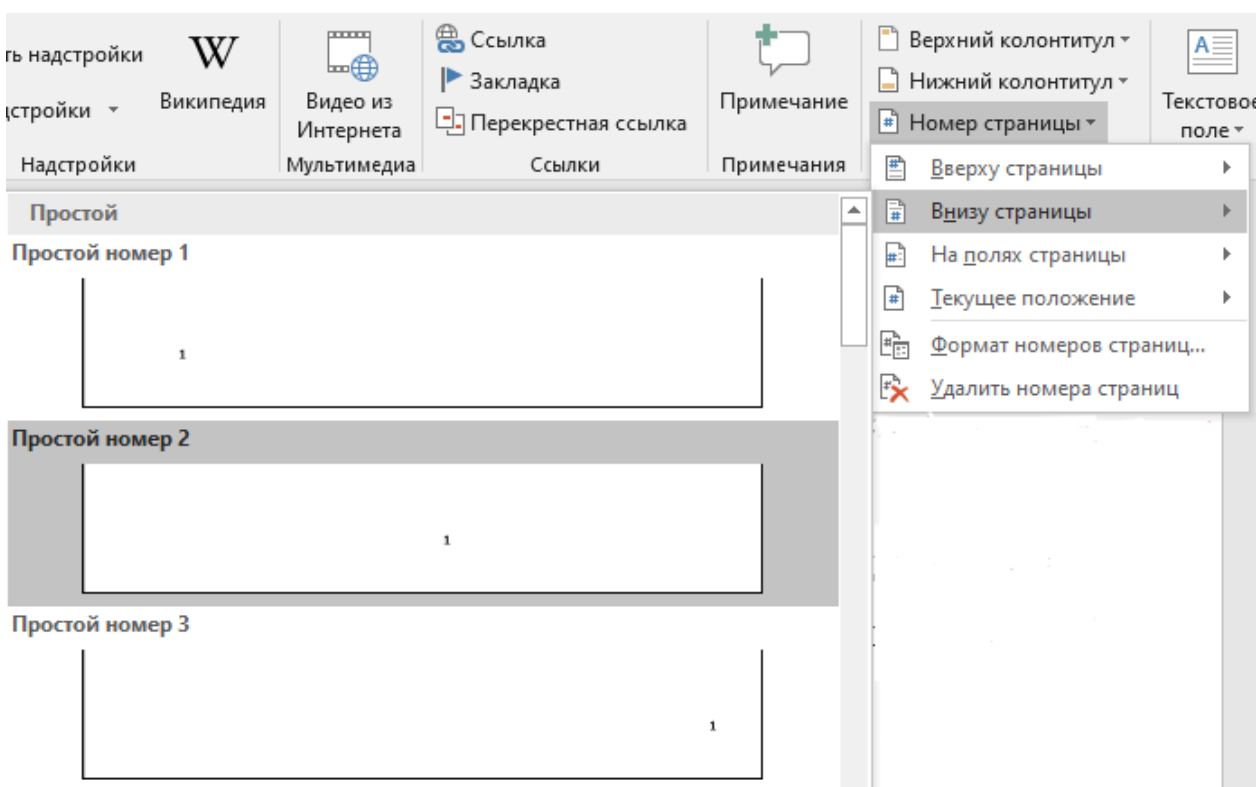 ть надстройки
дстройки
Надстройки
W
Википедия
Видео из
Интернета
Мультимедиа
Ссылка
Закладка
Перекрестная ссылка
Ссылки
Примечание
Примечания
Верхний колонтитул
Нижний колонтитул
Номер страницы
A
Текстовое
поле
Вверху страницы
Внизу страницы
На полях страницы
Текущее положение
Формат номеров страниц...
Удалить номера страниц
Простой
Простой номер 1
1
Простой номер 2
1
Простой номер 3
1